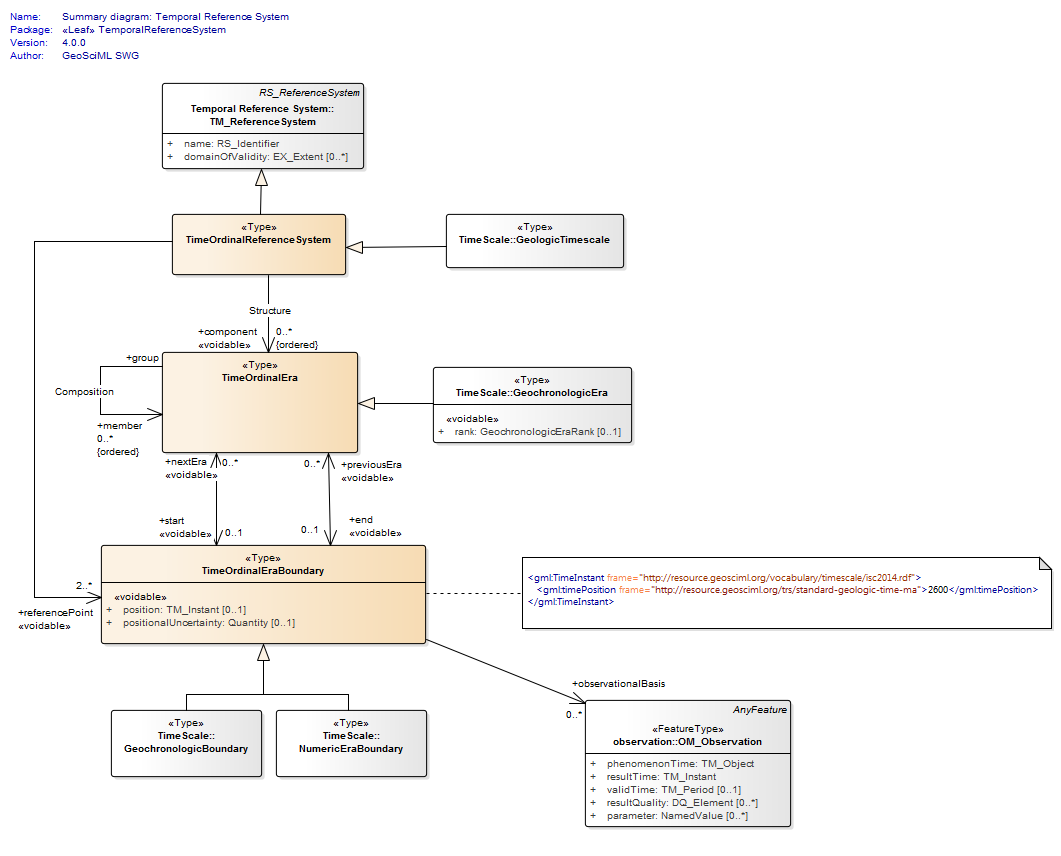 Name: Summary diagram: Temporal Reference System
Package: «Leaf» TemporalReferenceSystem
Version: 4.0.0
Author: GeoSciML SWG
RS_ReferenceSystem
Temporal Reference System::
TM_ReferenceSystem
+ name: RS_Identifier
+ domainOfValidity: EX_Extent [0..*]
«Type»
TimeOrdinalReferenceSystem
«Type»
TimeScale::GeologicTimescale
Structure
+component 0..*
«voidable» {ordered}
+group
«Type»
TimeOrdinalEra
Composition
+member
0..*
{ordered}
«Type»
TimeScale::GeochronologicEra
«voidable»
+ rank: GeochronologicEraRank [0..1]
+nextEra 0..*
«voidable»
0..* +previousEra
«voidable»
+start
«voidable» 0..1
+end
0..1 «voidable»
«Type»
TimeOrdinalEraBoundary
«voidable»
+ position: TM_Instant [0..1]
+ positionalUncertainty: Quantity [0..1]
2..*
+referencePoint
«voidable»
<gml:TimeInstant frame="http://resource.geosciml.org/vocabulary/timescale/isc2014.rdf">
<gml:timePosition frame="http://resource.geosciml.org/trs/standard-geologic-time-ma">2600</gml:timePosition>
</gml:TimeInstant>
+observationalBasis
0..*
«Type»
TimeScale::
GeochronologicBoundary
«Type»
TimeScale::
NumericEraBoundary
AnyFeature
«FeatureType»
observation::OM_Observation
+ phenomenonTime: TM_Object
+ resultTime: TM_Instant
+ validTime: TM_Period [0..1]
+ resultQuality: DQ_Element [0..*]
+ parameter: NamedValue [0..*]